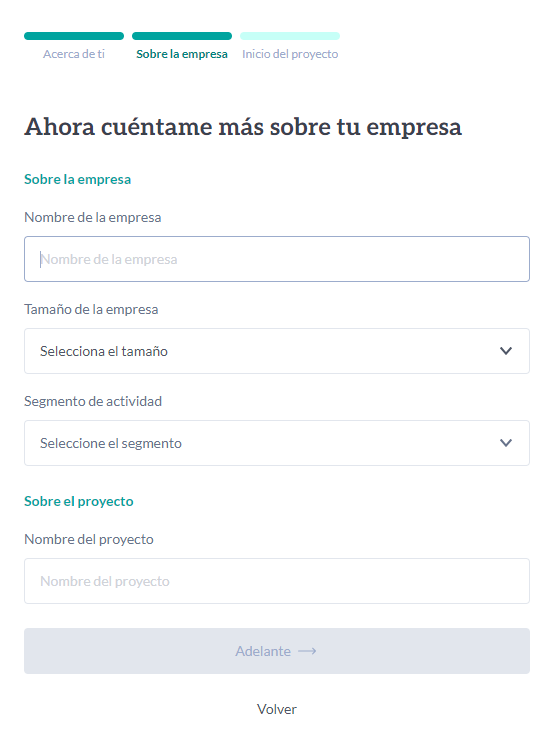 Acerca de ti Sobre la empresa Inicio del proyecto
Ahora cuéntame más sobre tu empresa
Sobre la empresa
Nombre de la empresa
Nombre de la empresa
Tamaño de la empresa
Selecciona el tamaño
Segmento de actividad
Seleccione el segmento
Sobre el proyecto
Nombre del proyecto
Nombre del proyecto
Adelante
Volver